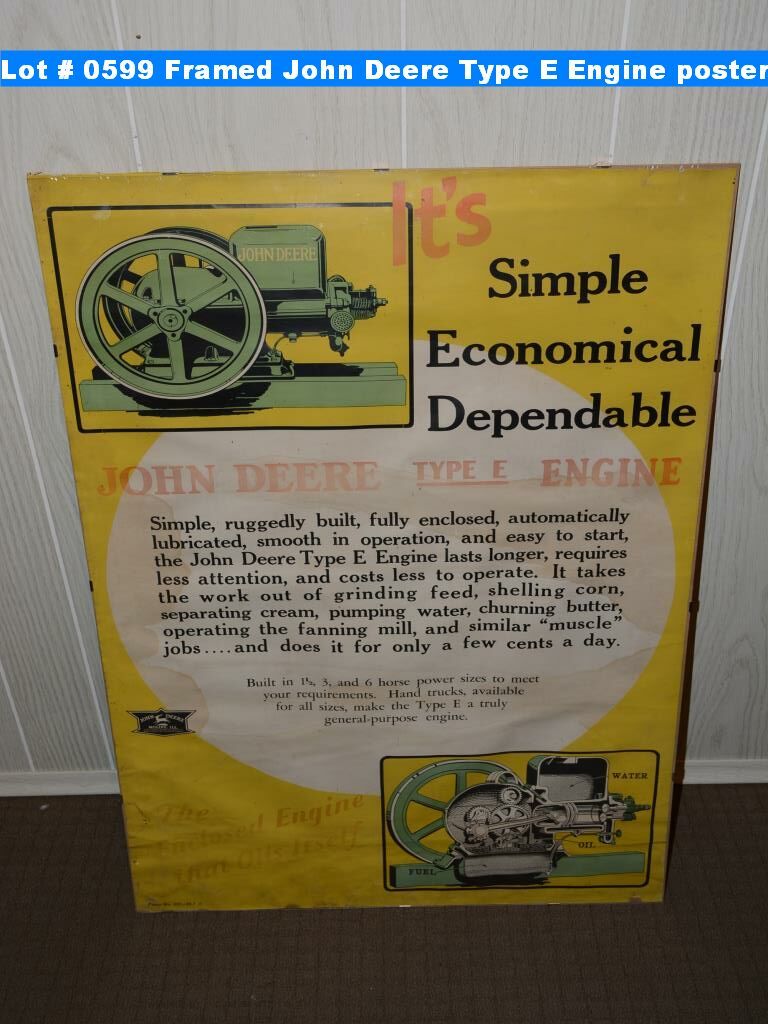 Lot # 0599 Framed John Deere Type E Engine poster
It's
Simple
Economical
Dependable
JOHN DEERE
JOHN DEERE TYPE E ENGINE
Simple, ruggedly built, fully enclosed, automatically
lubricated, smooth in operation, and easy to start,
the John Deere Type E Engine lasts longer, requires
less attention, and costs less to operate. It takes
the work out of grinding feed, shelling corn,
separating cream, pumping water, churning butter,
operating the fanning mill, and similar "muscle"
jobs....and does it for only a few cents a day.
Built in 1½, 3, and 6 horse power sizes to meet
your requirements. Hand trucks, available
for all sizes, make the Type E a truly
general-purpose engine.
JOHN DEERE
MOLINE, ILL.
The
Enclosed Engine
that Oils Itself
WATER
OIL
FUEL